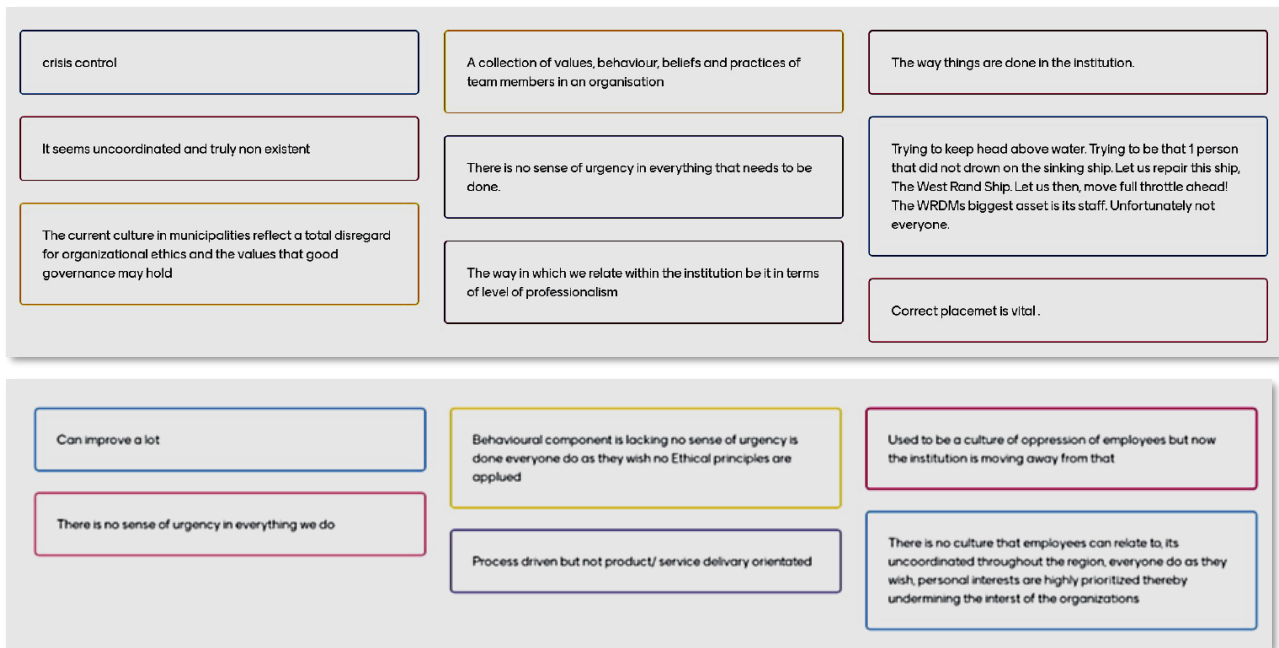 crisis control
It seems uncoordinated and truly non existent
The current culture in municipalities reflect a total disregard
for organizational ethics and the values that good
governance may hold
A collection of values, behaviour, beliefs and practices of
team members in an organisation
There is no sense of urgency in everything that needs to be
done.
The way in which we relate within the institution be it in terms
of level of professionalism
The way things are done in the institution.
Trying to keep head above water. Trying to be that 1 person
that did not drown on the sinking ship. Let us repair this ship,
The West Rand Ship. Let us then, move full throttle ahead!
The WRDMs biggest asset is its staff. Unfortunately not
everyone.
Correct placemet is vital .
Can improve a lot
There is no sense of urgency in everything we do
Behavioural component is lacking no sense of urgency is
done everyone do as they wish no Ethical principles are
applued
Process driven but not product/ service delivary orientated
Used to be a culture of oppression of employees but now
the institution is moving away from that
There is no culture that employees can relate to, its
uncoordinated throughout the region, everyone do as they
wish, personal interests are highly prioritized thereby
undermining the interst of the organizations